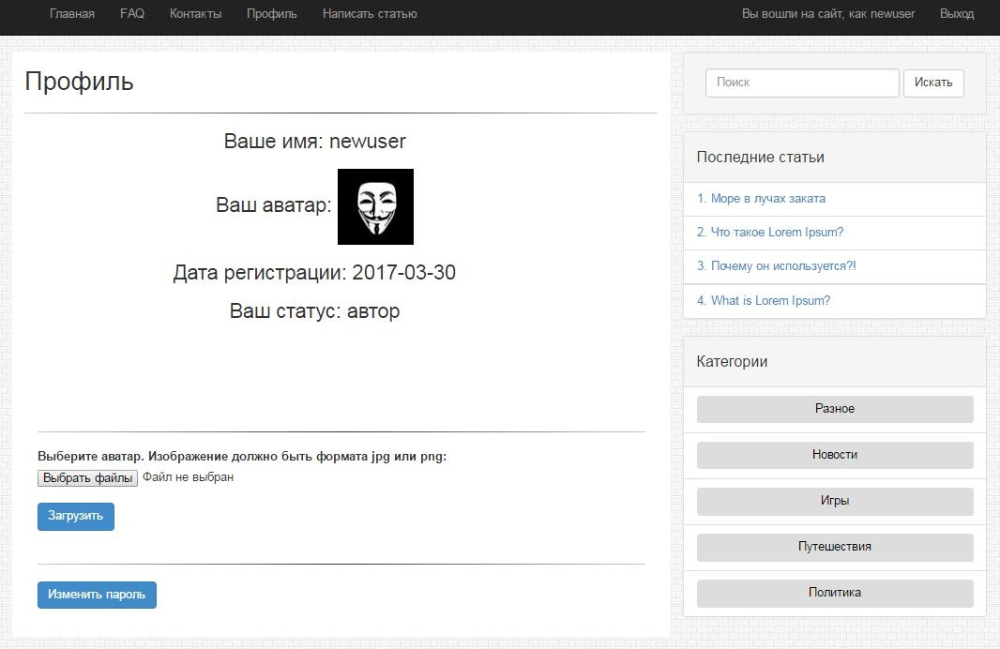 Главная FAQ Контакты Профиль Написать статью Вы вошли на сайт, как newuser Выход
Профиль
Ваше имя: newuser
Ваш аватар:
Дата регистрации: 2017-03-30
Ваш статус: автор
Выберите аватар. Изображение должно быть формата jpg или png:
Выбрать файлы Файл не выбран
Загрузить
Изменить пароль
Поиск Искать
Последние статьи
1. Море в лучах заката
2. Что такое Lorem Ipsum?
3. Почему он используется?!
4. What is Lorem Ipsum?
Категории
Разное
Новости
Игры
Путешествия
Политика